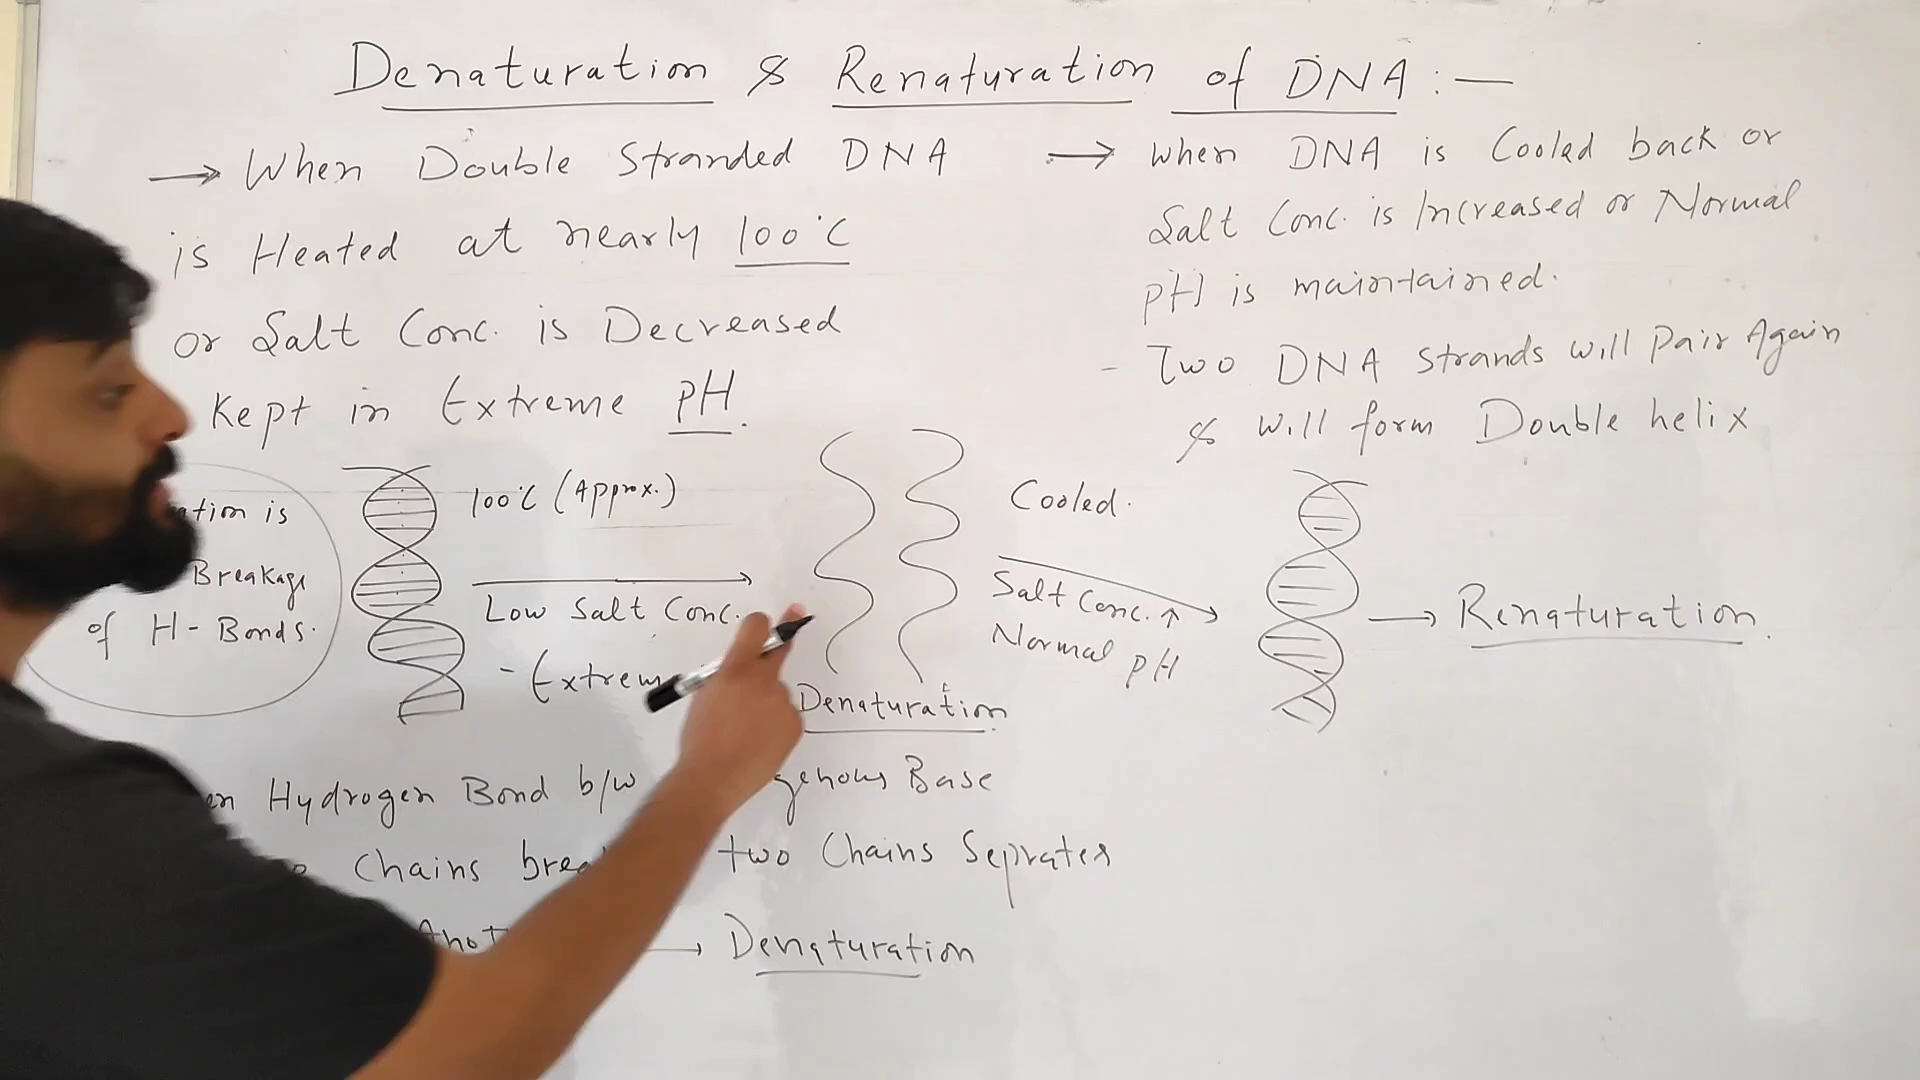 Denaturation & Renaturation of DNA :—
→ When Double Stranded DNA
is Heated at nearly 100°C
or Salt Conc. is Decreased
Kept in Extreme pH.
→ when DNA is Cooled back or
Salt Conc. is Increased or Normal
pH is maintained.
- Two DNA Strands will Pair Again
& will form Double helix
is
Breakage
of H-Bonds.
100°C (Approx.)
Low Salt Conc.
- Extrem
Denaturation
Cooled.
Salt Conc. ↑
Normal pH
→ Renaturation.
Hydrogen Bond b/w
Base
Chains
two Chains Seprates
→ Denaturation